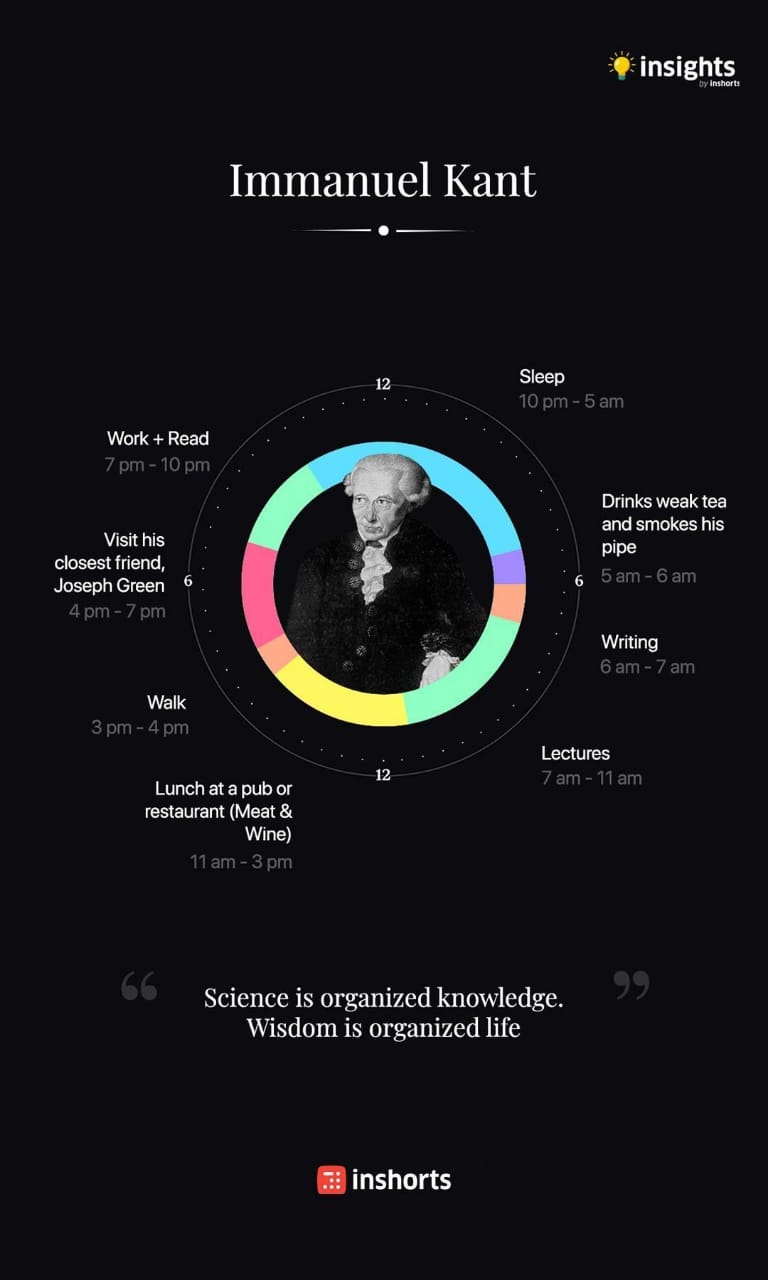 insights
by inshorts
Immanuel Kant
12
Sleep
10 pm - 5 am
Work + Read
7 pm - 10 pm
Drinks weak tea
and smokes his
pipe
5 am - 6 am
Visit his
closest friend,
Joseph Green
4 pm - 7 pm
6
6
Writing
6 am - 7 am
Walk
3 pm - 4 pm
Lectures
7 am - 11 am
12
Lunch at a pub or
restaurant (Meat &
Wine)
11 am - 3 pm
“ ”
Science is organized knowledge.
Wisdom is organized life
inshorts